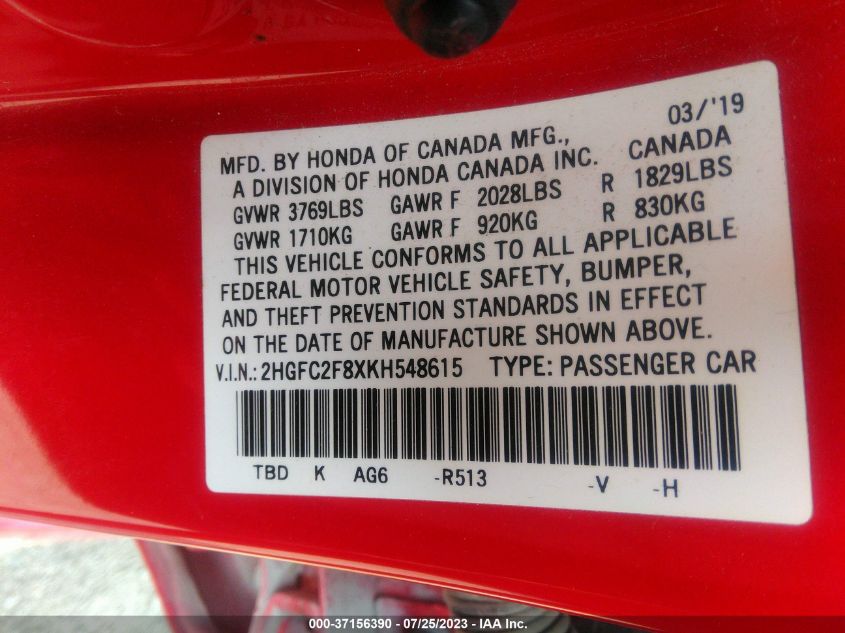 03/'19
MFD. BY HONDA OF CANADA MFG.,
A DIVISION OF HONDA CANADA INC. CANADA
GVWR 3769LBS GAWR F 2028LBS R 1829LBS
GVWR 1710KG GAWR F 920KG R 830KG
THIS VEHICLE CONFORMS TO ALL APPLICABLE
FEDERAL MOTOR VEHICLE SAFETY, BUMPER,
AND THEFT PREVENTION STANDARDS IN EFFECT
ON THE DATE OF MANUFACTURE SHOWN ABOVE.
V.I.N.: 2HGFC2F8XKH548615 TYPE: PASSENGER CAR
TBD K AG6 -R513 -V -H
000-37156390 - 07/25/2023 - IAA Inc.